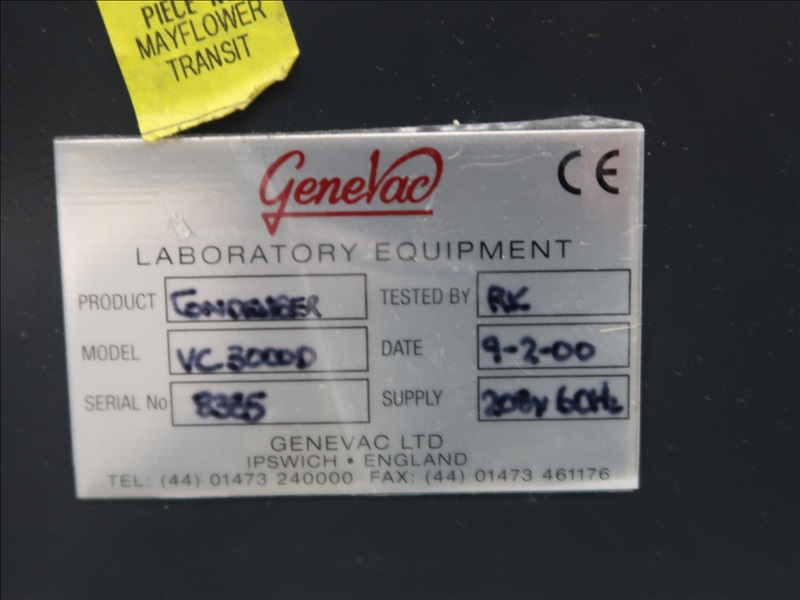 PIECE
MAYFLOWER
TRANSIT
GeneVac
CE
LABORATORY EQUIPMENT
PRODUCT CONDENSER TESTED BY RK
MODEL VC3000D DATE 9-2-00
SERIAL No 8385 SUPPLY 208v 60Hz
GENEVAC LTD
IPSWICH • ENGLAND
TEL: (44) 01473 240000 FAX: (44) 01473 461176